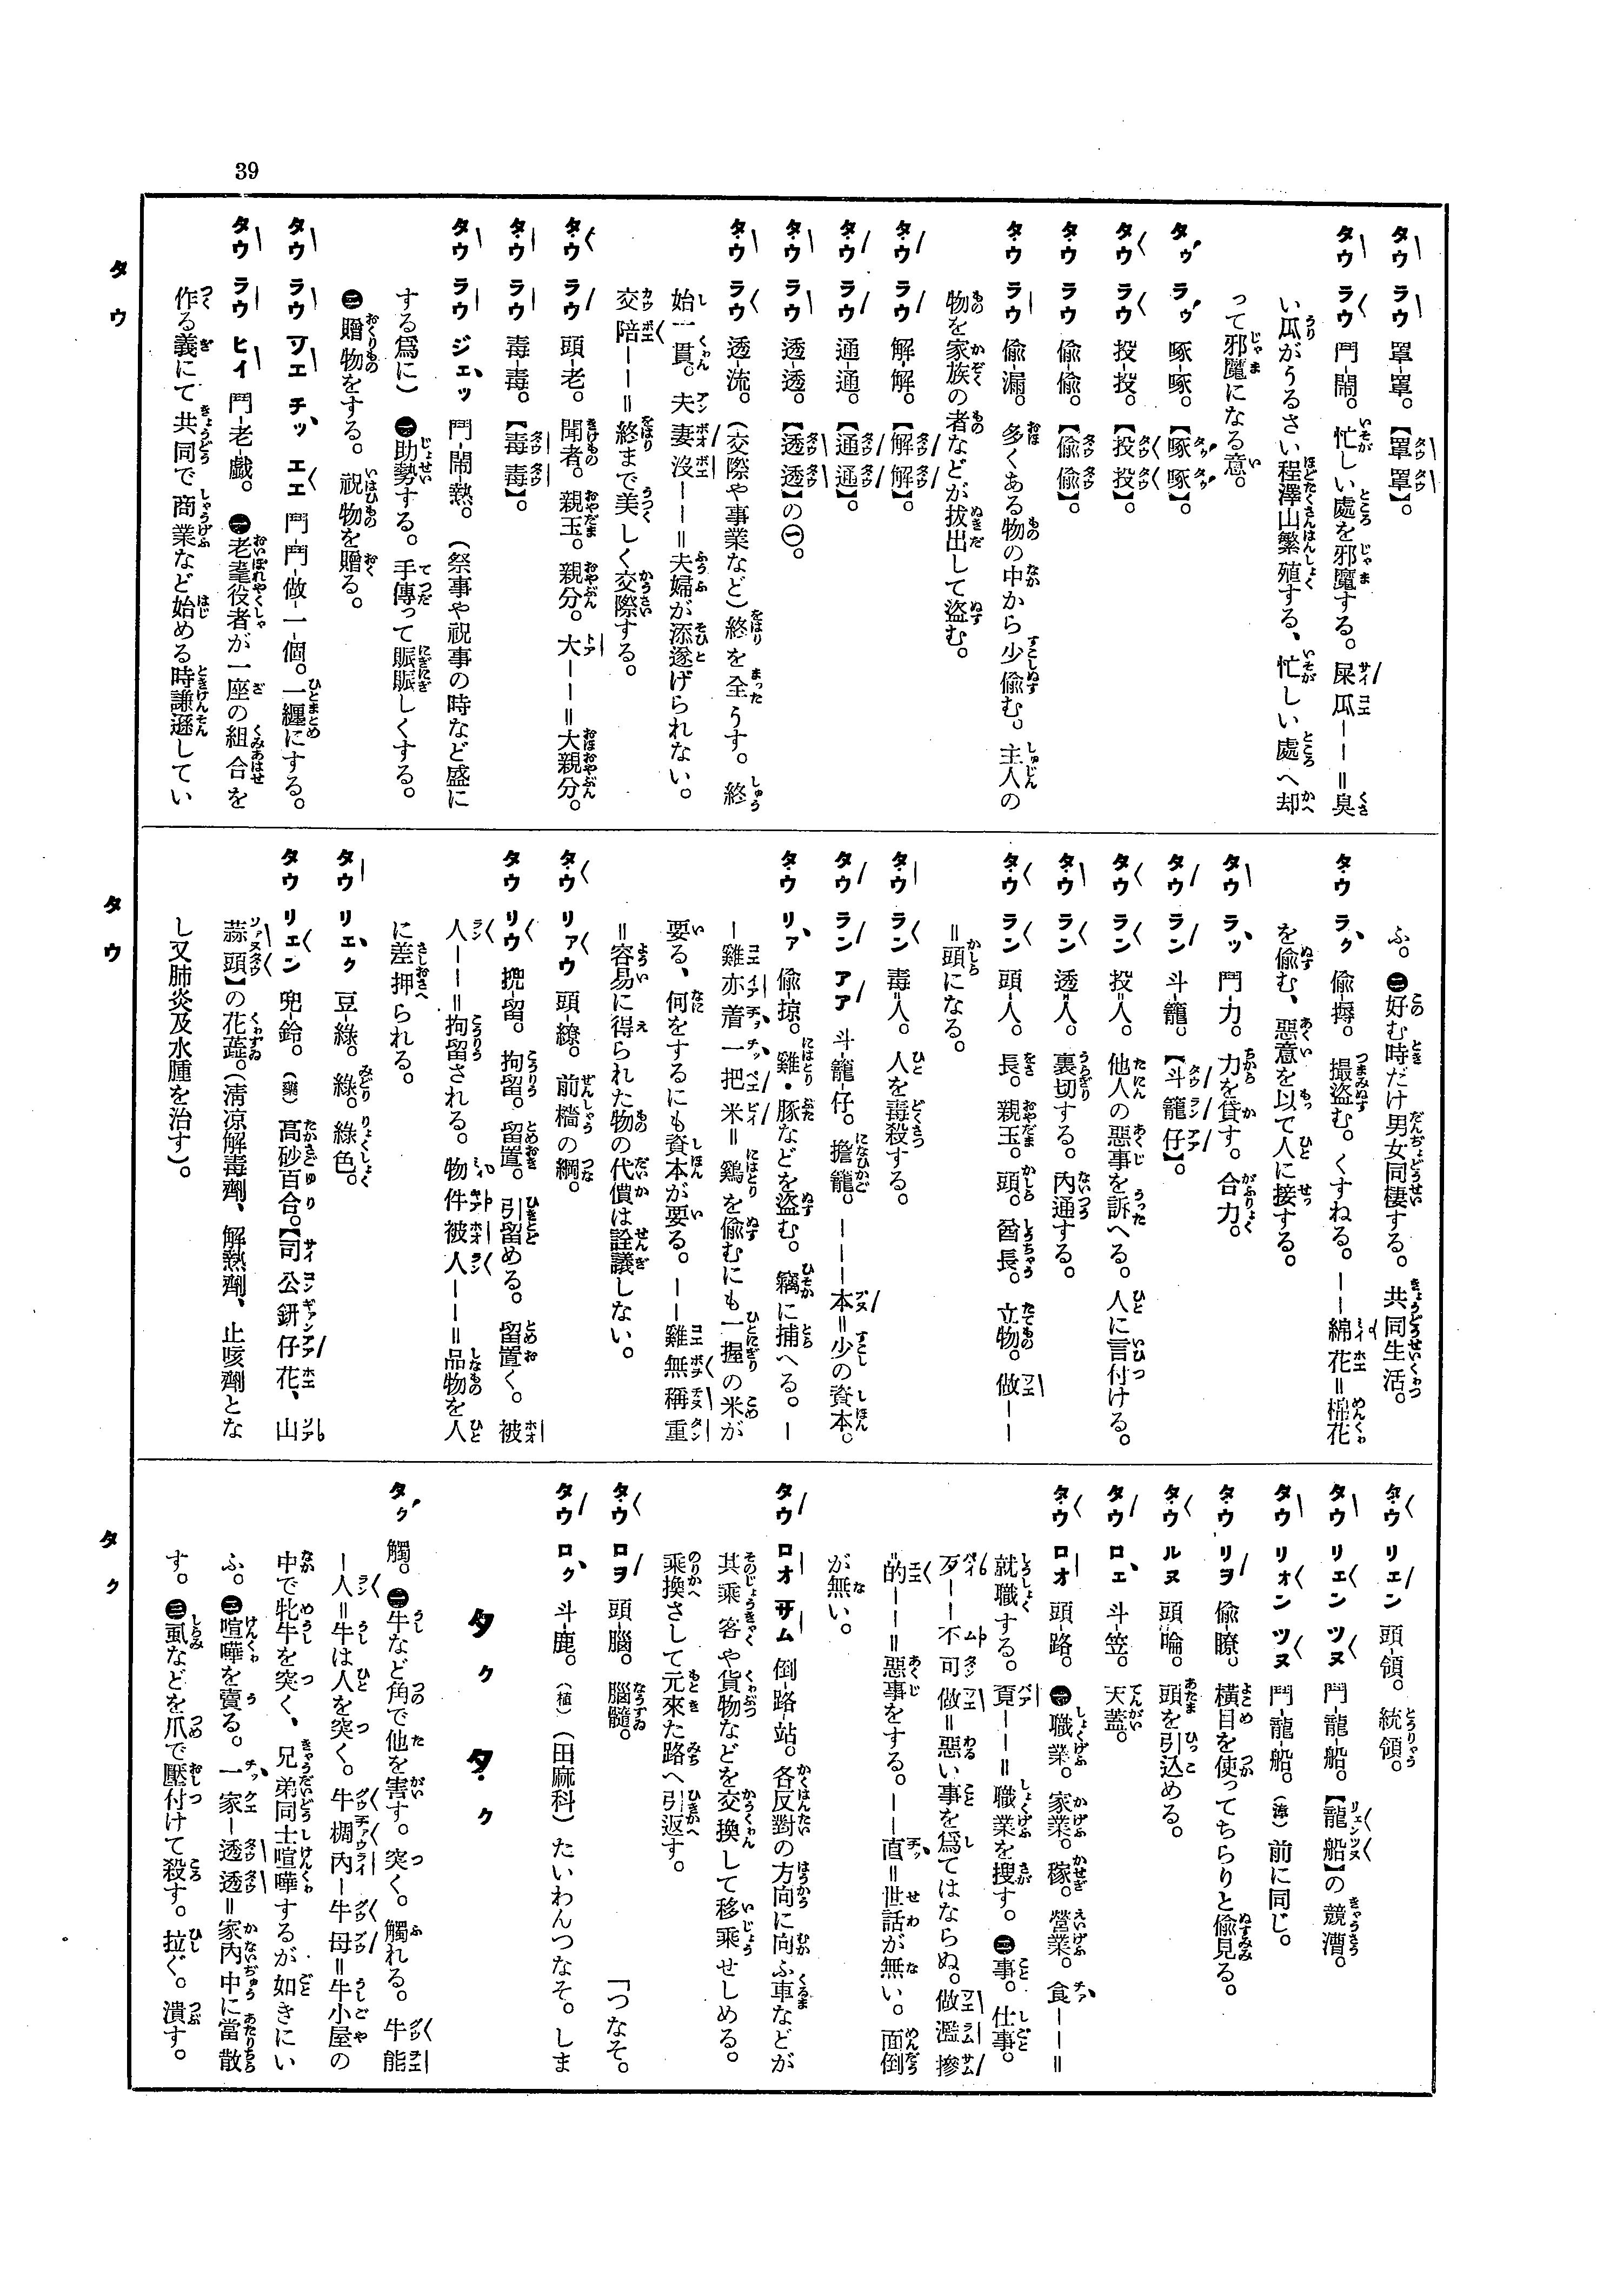 39
タウ
タウ ラウ 罩-罩。【罩罩】。
タウ ラウ 鬥-鬧。忙しい處を邪魔する。屎瓜――=臭
い瓜がうるさい程澤山繁殖する、忙しい處へ却
って邪魔になる意。
タゥ ラゥ 啄-啄。【啄啄】。
タウ ラウ 投-投。【投投】。
タウ ラウ 偸-偸。【偸偸】。
タウ ラウ 偸-漏。多くある物の中から少偸む。主人の
物を家族の者などが拔出して盜む。
タウ ラウ 解-解。【解解】。
タウ ラウ 通-通。【通通】。
タウ ラウ 透-透。【透透】の㊀。
タウ ラウ 透-流。(交際や事業など)終を全うす。終
始一貫。夫妻沒――=夫婦が添遂げられない。
交陪――=終まで美しく交際する。
タウ ラウ 頭-老。聞者。親玉。親分。大――=大親分。
タウ ラウ 毒-毒。【毒毒】。
タウ ラウ ジェッ 鬥-鬧-熱。(祭事や祝事の時など盛に
する爲に)㊀助勢する。手傳って賑賑しくする。
㊁贈物をする。祝物を贈る。
タウ ラウ ヲェ チッ エエ 鬥-鬥-做-一-個。一纒にする。
タウ ラウ ヒイ 鬥-老-戲。㊀老耄役者が一座の組合を
作る義にて共同で商業など始める時謙遜してい
タウ
ふ。㊁好む時だけ男女同棲する。共同生活。
タウ ラㇰ 偸-搙。撮盜む。くすねる。――綿花=棉花
を偸む、惡意を以て人に接する。
タウ ラッ 鬥-力。力を貸す。合力。
タウ ラン 斗-籠。【斗籠仔】。
タウ ラン 投=人。他人の惡事を訴へる。人に言付ける。
タウ ラン 透=人。裏切する。內通する。
タウ ラン 頭-人。長。親玉。頭。酋長。立物。做――
=頭になる。
タウ ラン 毒=人。人を毒殺する。
タウ ラン アア 斗-籠-仔。擔籠。―――本=少の資本。
タウ リァ 偸-掠。雞・豚などを盜む。竊に捕へる。―
―雞亦着一把米=鷄を偸むにも一握の米が
要る、何をするにも資本が要る。――雞無稱重
=容易に得られた物の代償は詮議しない。
タウ リァウ 頭-繚。前檣の綱。
タウ リウ 挩-留。拘留。留置。引留める。留置く。被
人――=拘留される。物件被人――=品物を人
に差押られる。
タウ リェㇰ 豆-綠。綠。綠色。
タウ リェン 兜-鈴。(藥)高砂百合。【司公鈃仔花、山
蒜頭】の花蕋。(淸凉解毒劑、解熱劑、止咳劑とな
し又肺炎及水腫を治す)。
タク
タウ リェン 頭-領。統領。
タウ リェン ツヌ 鬥-龍-船。【龍船】の競漕。
タウ リォン ツヌ 鬥-龍-船。(漳)前に同じ。
タウ リヲ 偸-瞭。橫目を使ってちらりと偸見る。
タウ ルヌ 頭=圇。頭を引込める。
タウ ロェ 斗-笠。天蓋。
タウ ロオ 頭-路。㊀職業。家業。稼。營業。食――=
就職する。覔――=職業を搜す。㊁事。仕事。
歹――不可做=惡い事を爲てはならぬ。做濫摻
的――=惡事をする。――直=世話が無い。面倒
が無い。
タウ ロオ サム 倒-路-站。各反對の方向に向ふ車などが
其乘客や貨物などを交換して移乘せしめる。
乘換さして元來た路へ引返す。
タウ ロヲ 頭-腦。腦髓。
「つなそ。
タウ ロㇰ 斗-鹿。(植)(田麻科)たいわんつなそ。しま
タク タク
タㇰ 觸。㊀牛など角で他を害す。突く。觸れる。牛能
―人=牛は人を突く。牛椆內―牛母=牛小屋の
中で牝牛を突く、兄弟同士喧嘩するが如きにい
ふ。㊁喧嘩を賣る。一家―透透=家內中に當散
す。㊂虱などを爪で壓付けて殺す。拉ぐ。潰す。